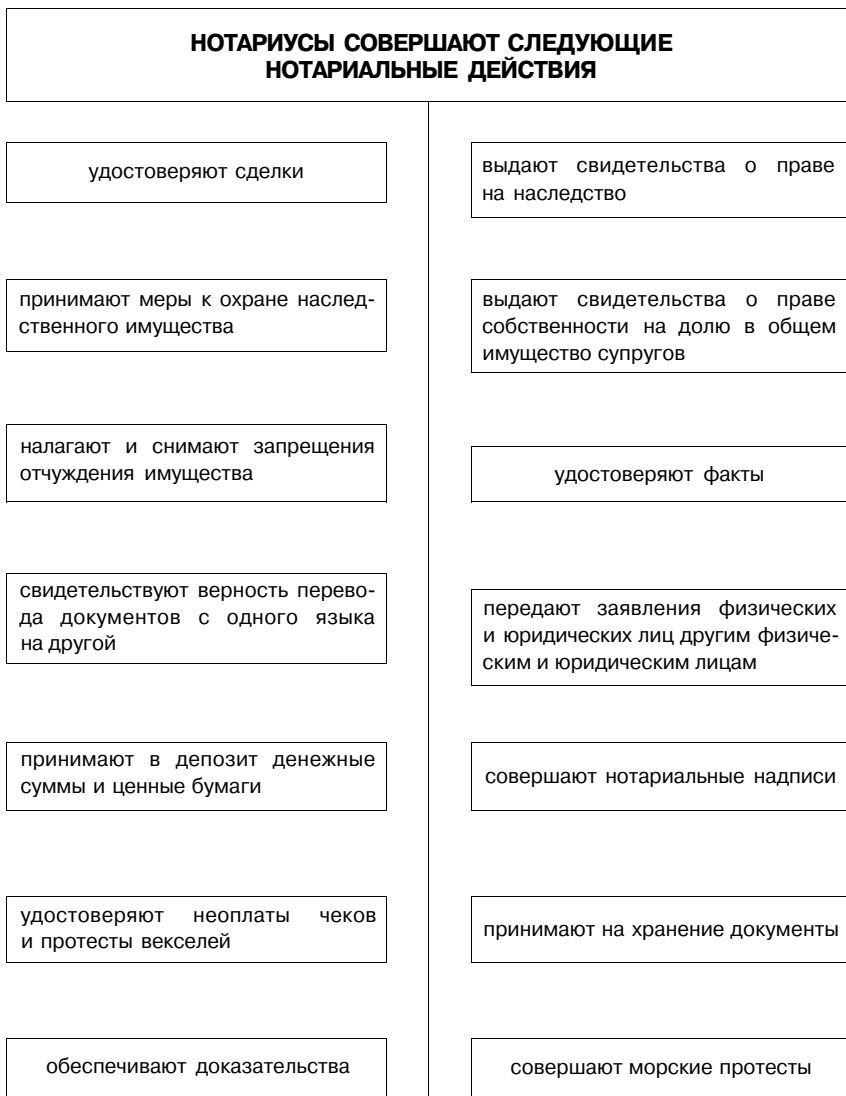 НОТАРИУСЫ СОВЕРШАЮТ СЛЕДУЮЩИЕ
НОТАРИАЛЬНЫЕ ДЕЙСТВИЯ
удостоверяют сделки
выдают свидетельства о праве
на наследство
принимают меры к охране наслед-
ственного имущества
выдают свидетельства о праве
собственности на долю в общем
имущество супругов
налагают и снимают запрещения
отчуждения имущества
удостоверяют факты
свидетельствуют верность перево-
да документов с одного языка
на другой
передают заявления физических
и юридических лиц другим физиче-
ским и юридическим лицам
принимают в депозит денежные
суммы и ценные бумаги
совершают нотариальные надписи
удостоверяют неоплаты чеков
и протесты векселей
принимают на хранение документы
обеспечивают доказательства
совершают морские протесты